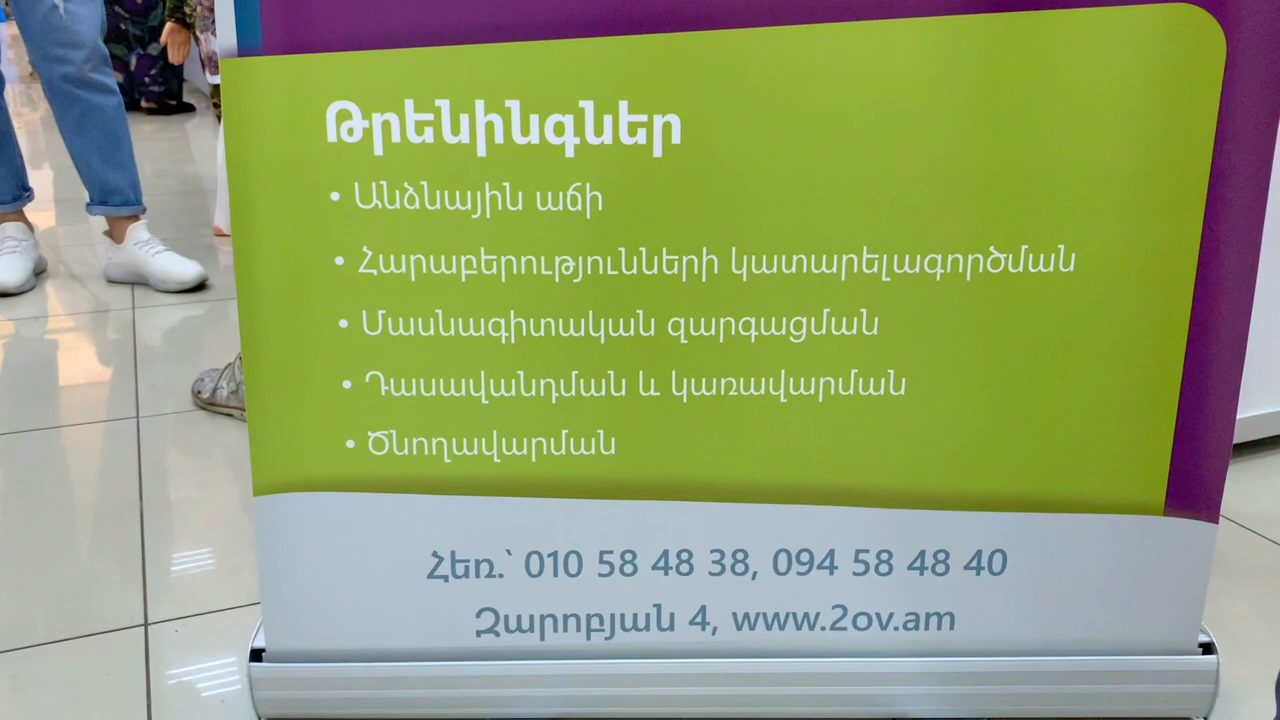 Թրենինգներ
• Անձնային աճի
• Հարաբերությունների կատարելագործման
• Մասնագիտական զարգացման
• Դասավանդման և կառավարման
• Ծնողավարման
Հեռ.՝ 010 58 48 38, 094 58 48 40
Զարոբյան 4, www.2ov.am